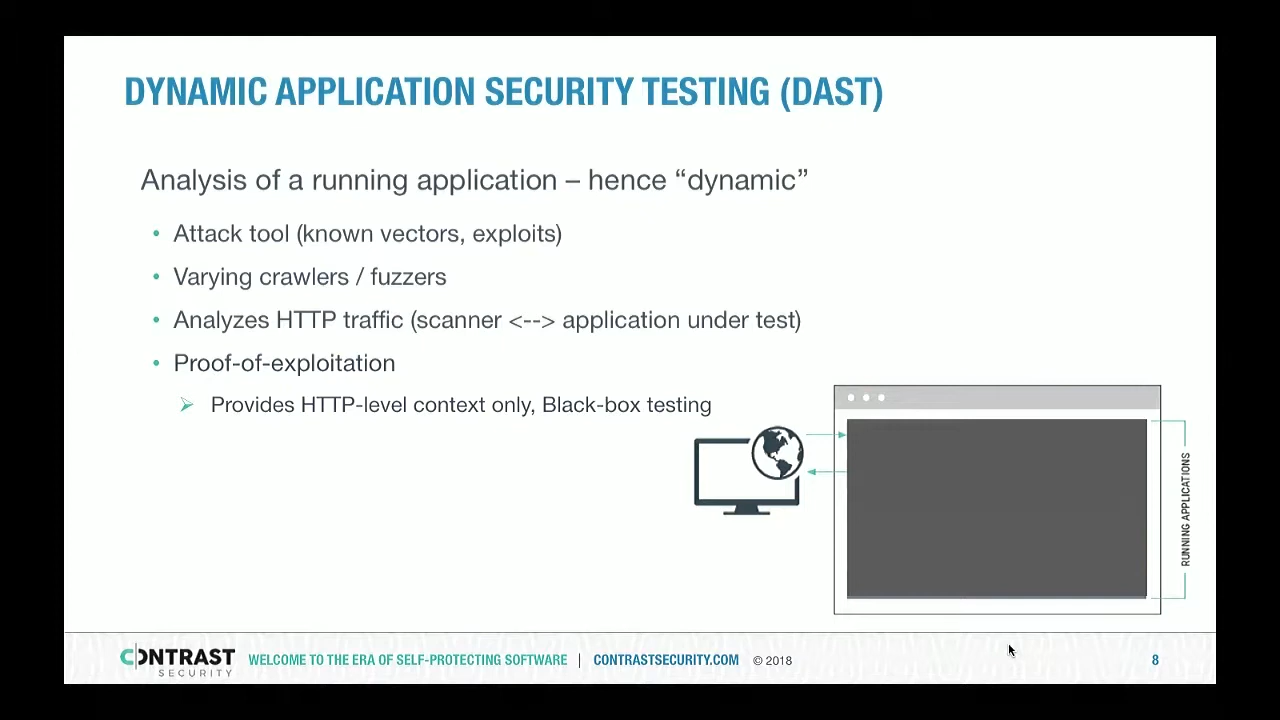 DYNAMIC APPLICATION SECURITY TESTING (DAST)
Analysis of a running application – hence “dynamic”
• Attack tool (known vectors, exploits)
• Varying crawlers / fuzzers
• Analyzes HTTP traffic (scanner <--> application under test)
• Proof-of-exploitation
➢ Provides HTTP-level context only, Black-box testing
RUNNING APPLICATIONS
CONTRAST
SECURITY
WELCOME TO THE ERA OF SELF-PROTECTING SOFTWARE | CONTRASTSECURITY.COM © 2018
8